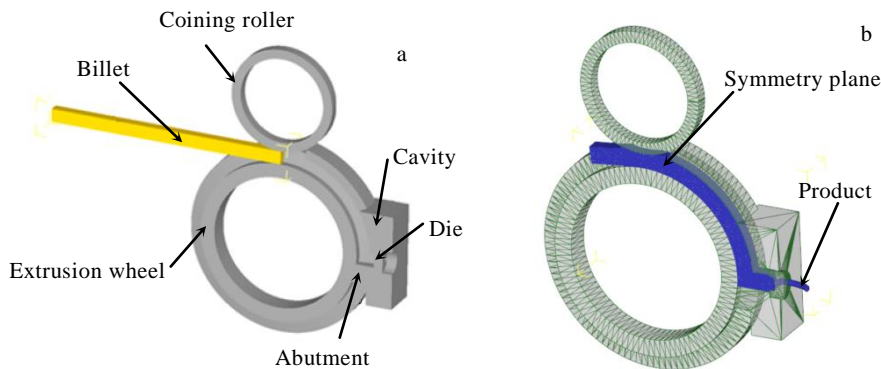 Coining roller
a
Billet
Cavity
Die
Extrusion wheel
Abutment
b
Symmetry plane
Product